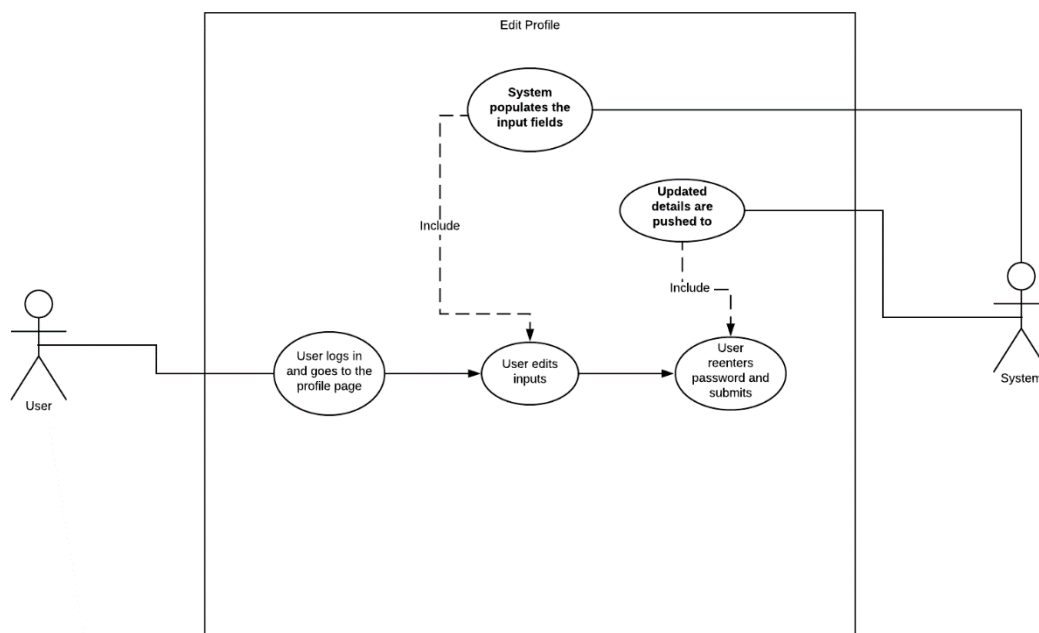 Edit Profile
System
populates the
input fields
Updated
details are
pushed to
Include
Include
User logs in
and goes to the
profile page
User edits
inputs
User
reenters
password and
submits
User
System